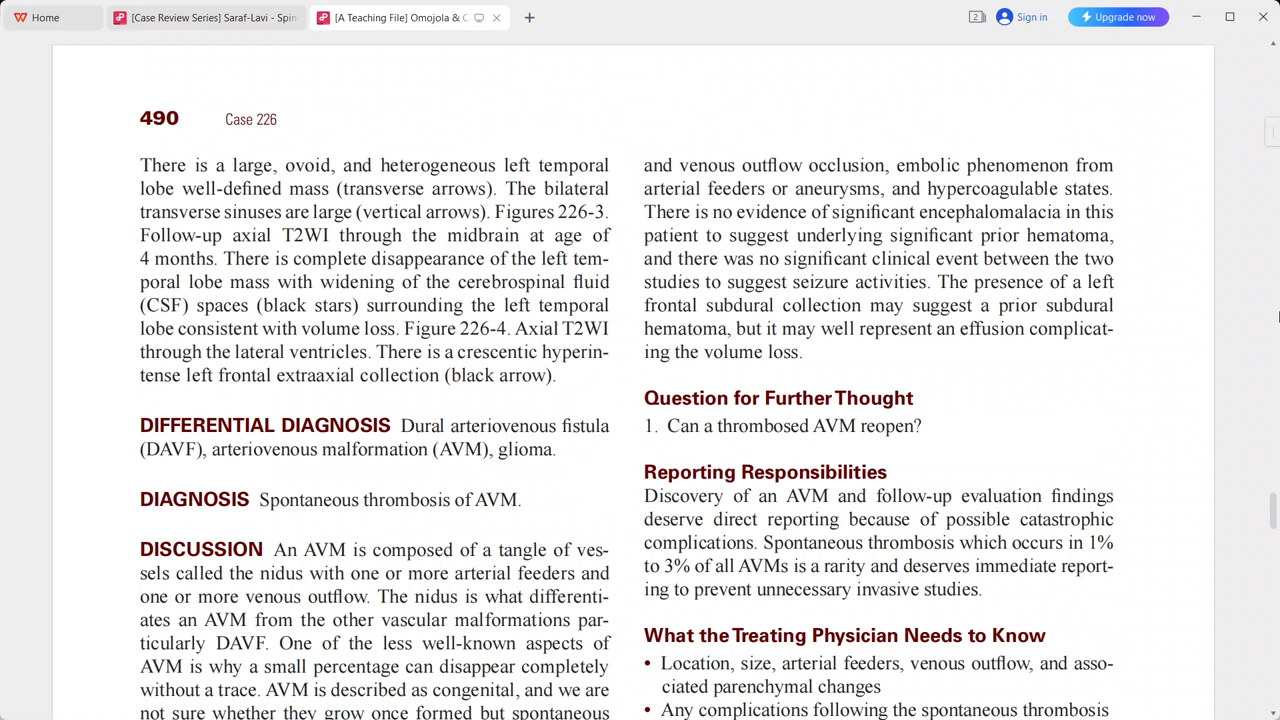 Home
[Case Review Series] Saraf-Lavi - Spin
[A Teaching File] Omojola & C
2
Sign in
Upgrade now
490 Case 226
There is a large, ovoid, and heterogeneous left temporal
lobe well-defined mass (transverse arrows). The bilateral
transverse sinuses are large (vertical arrows). Figures 226-3.
Follow-up axial T2WI through the midbrain at age of
4 months. There is complete disappearance of the left tem-
poral lobe mass with widening of the cerebrospinal fluid
(CSF) spaces (black stars) surrounding the left temporal
lobe consistent with volume loss. Figure 226-4. Axial T2WI
through the lateral ventricles. There is a crescentic hyperin-
tense left frontal extraaxial collection (black arrow).
DIFFERENTIAL DIAGNOSIS Dural arteriovenous fistula
(DAVF), arteriovenous malformation (AVM), glioma.
DIAGNOSIS Spontaneous thrombosis of AVM.
DISCUSSION An AVM is composed of a tangle of ves-
sels called the nidus with one or more arterial feeders and
one or more venous outflow. The nidus is what differenti-
ates an AVM from the other vascular malformations par-
ticularly DAVF. One of the less well-known aspects of
AVM is why a small percentage can disappear completely
without a trace. AVM is described as congenital, and we are
not sure whether they grow once formed but spontaneous
and venous outflow occlusion, embolic phenomenon from
arterial feeders or aneurysms, and hypercoagulable states.
There is no evidence of significant encephalomalacia in this
patient to suggest underlying significant prior hematoma,
and there was no significant clinical event between the two
studies to suggest seizure activities. The presence of a left
frontal subdural collection may suggest a prior subdural
hematoma, but it may well represent an effusion complicat-
ing the volume loss.
Question for Further Thought
1. Can a thrombosed AVM reopen?
Reporting Responsibilities
Discovery of an AVM and follow-up evaluation findings
deserve direct reporting because of possible catastrophic
complications. Spontaneous thrombosis which occurs in 1%
to 3% of all AVMs is a rarity and deserves immediate report-
ing to prevent unnecessary invasive studies.
What the Treating Physician Needs to Know
• Location, size, arterial feeders, venous outflow, and asso-
ciated parenchymal changes
• Any complications following the spontaneous thrombosis